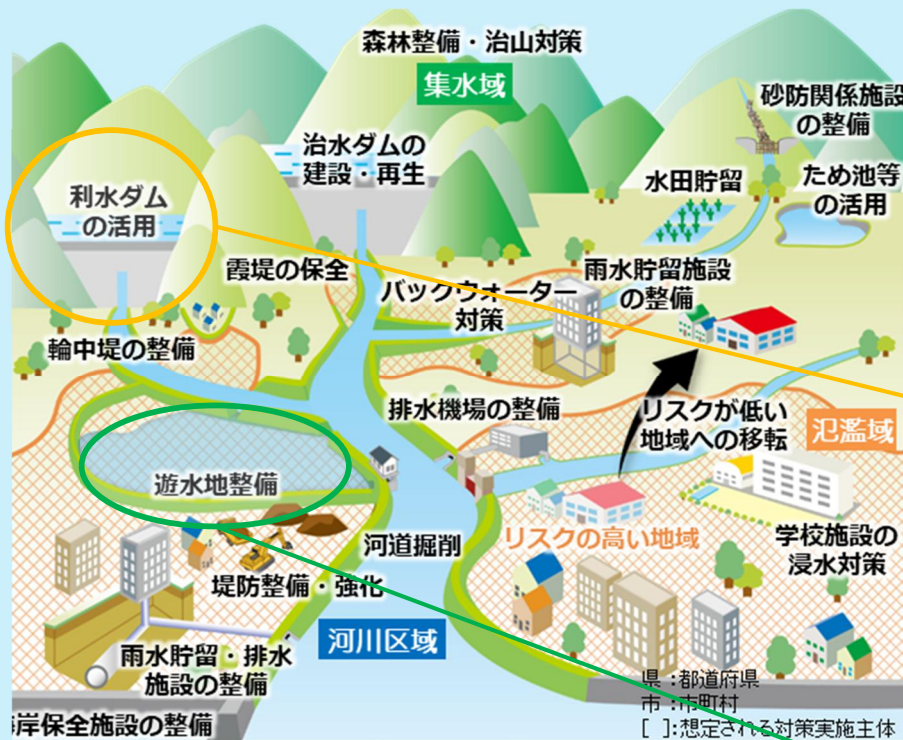 森林整備・治山対策
集水域
砂防関係施設
の整備
治水ダムの
建設・再生
水田貯留
ため池等
の活用
利水ダム
の活用
霞堤の保全
バックウォーター
対策
雨水貯留施設
の整備
輪中堤の整備
排水機場の整備
リスクが低い
地域への移転
氾濫域
遊水地整備
リスクの高い地域
学校施設の
浸水対策
河道掘削
堤防整備・強化
河川区域
雨水貯留・排水
施設の整備
県：都道府県
市：市町村
[ ]:想定される対策実施主体
岸保全施設の整備